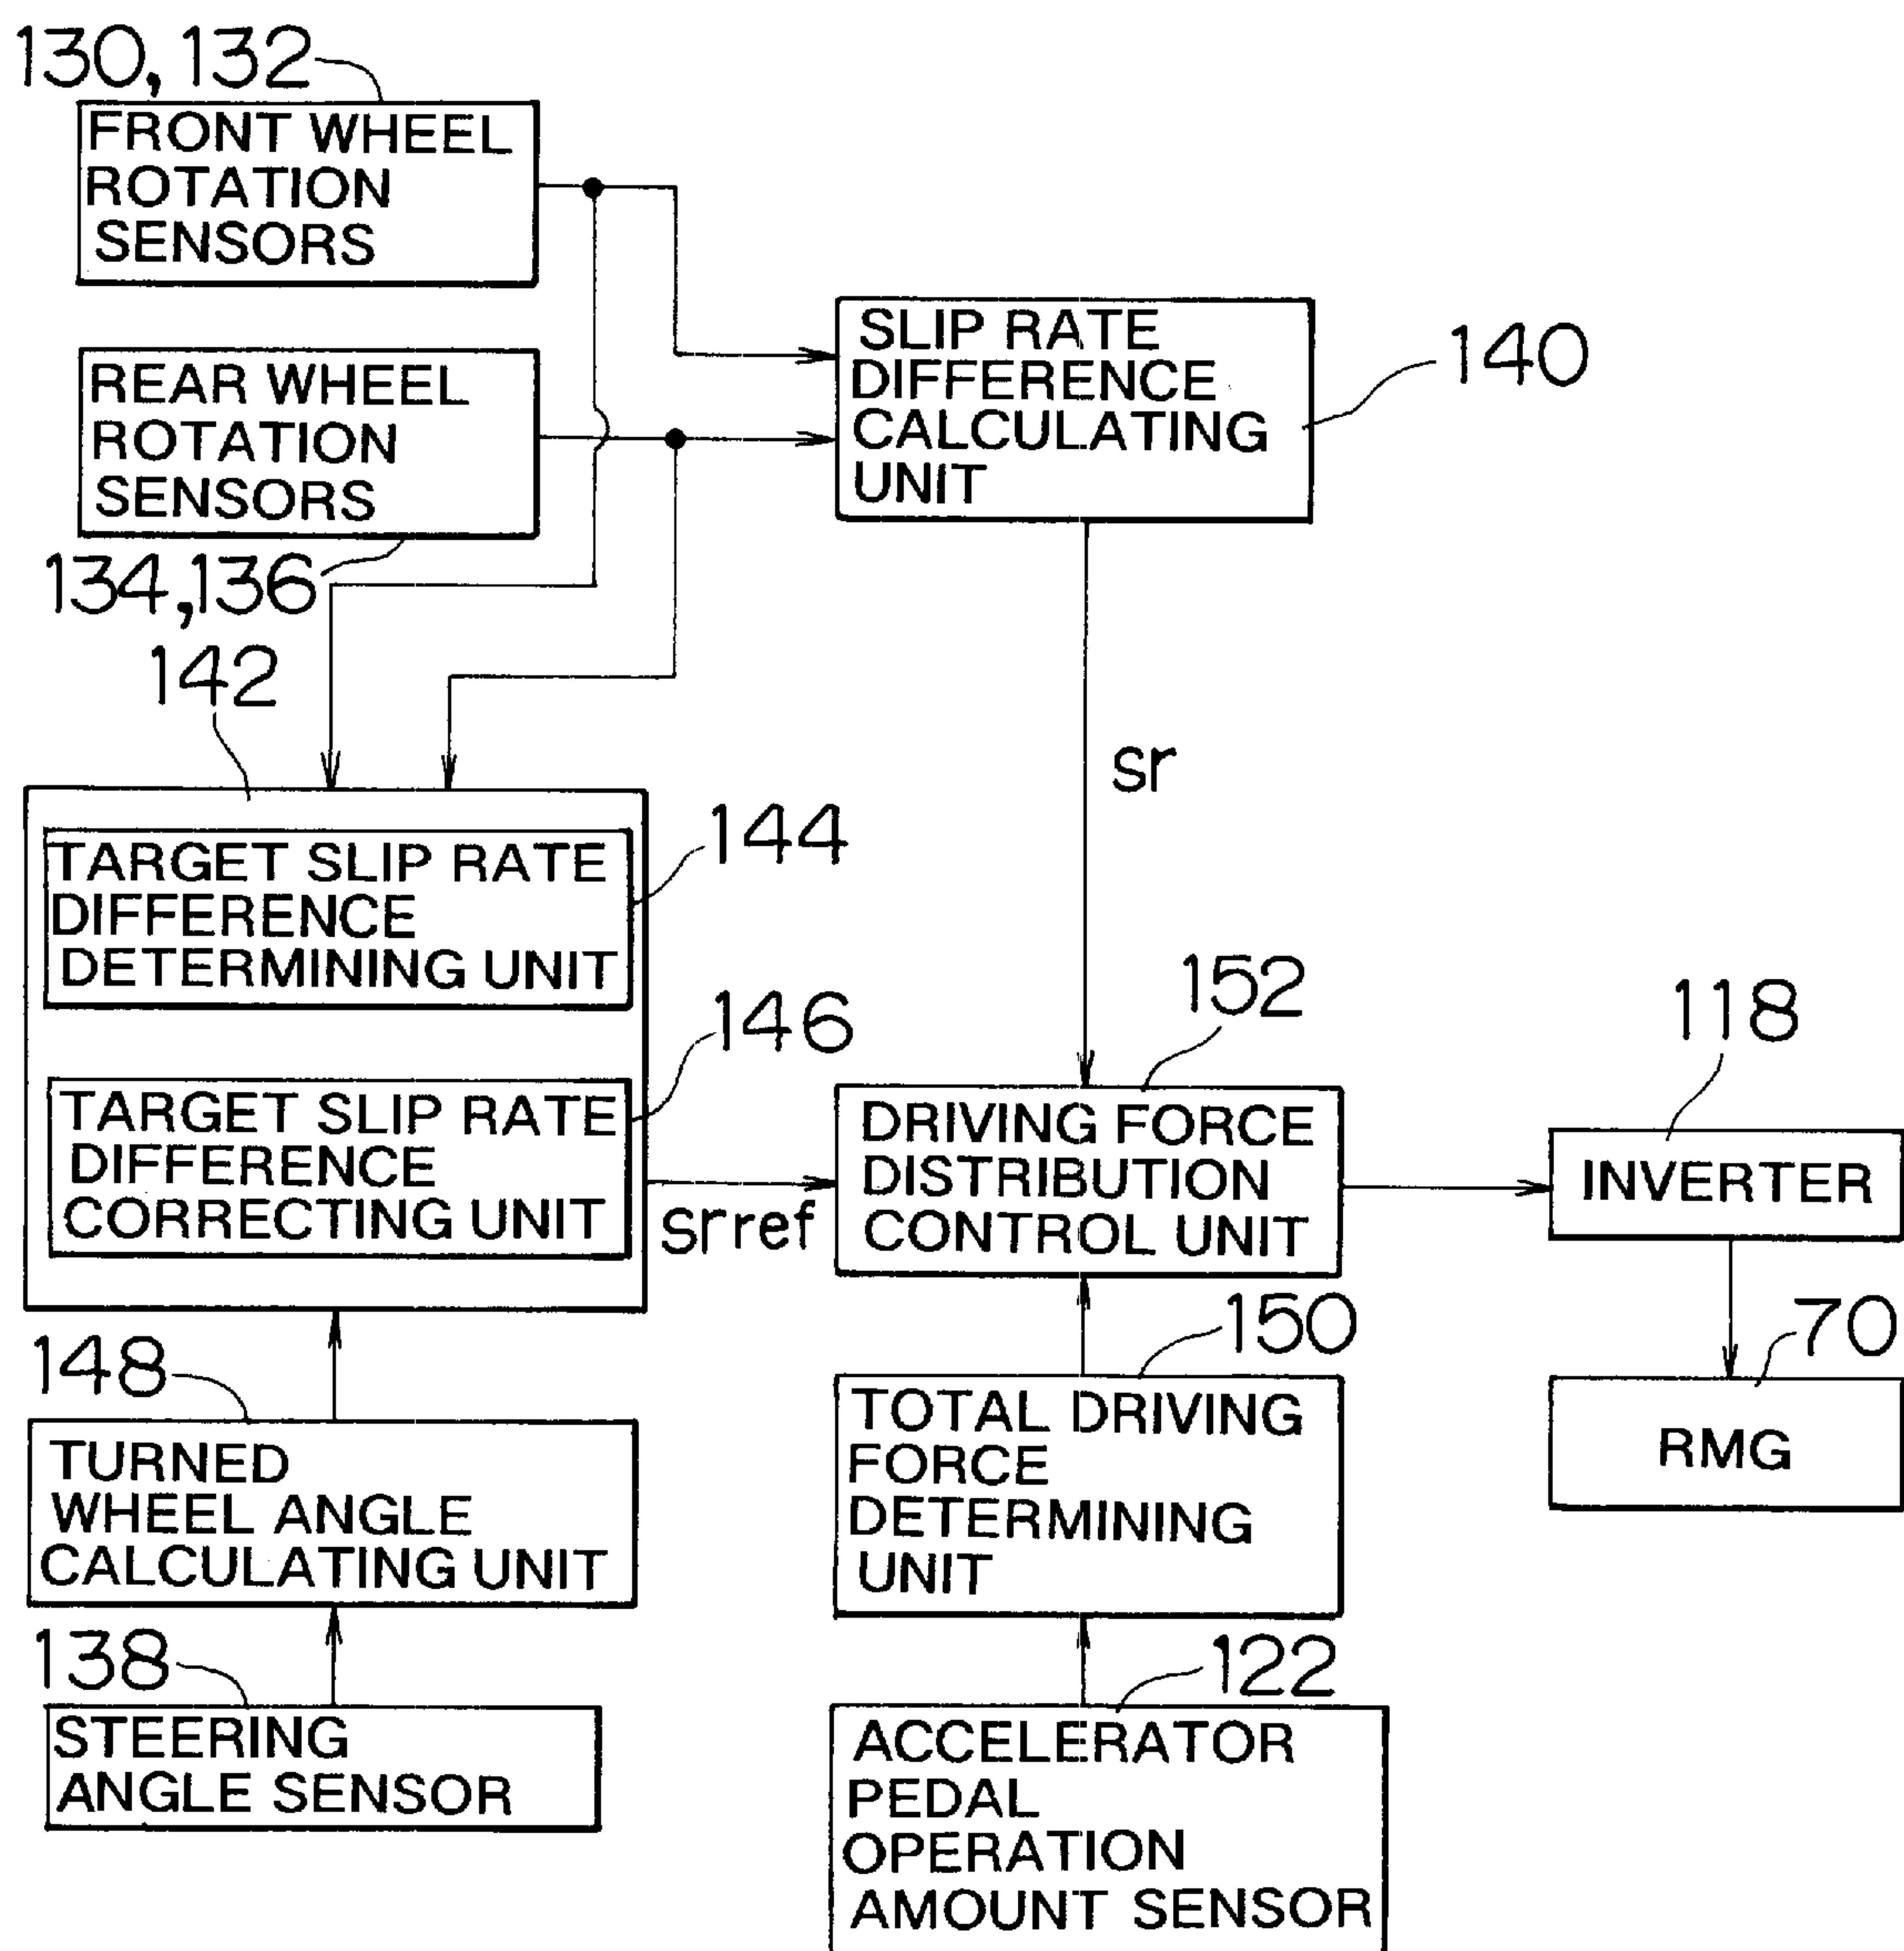 130, 132
FRONT WHEEL
ROTATION
SENSORS
REAR WHEEL
ROTATION
SENSORS
134, 136
SLIP RATE
DIFFERENCE
CALCULATING
UNIT
140
142
sr
TARGET SLIP RATE
DIFFERENCE
DETERMINING UNIT
144
TARGET SLIP RATE
DIFFERENCE
CORRECTING UNIT
146
srref
152
DRIVING FORCE
DISTRIBUTION
CONTROL UNIT
118
INVERTER
70
RMG
148
TURNED
WHEEL ANGLE
CALCULATING UNIT
150
TOTAL DRIVING
FORCE
DETERMINING
UNIT
138
STEERING
ANGLE SENSOR
122
ACCELERATOR
PEDAL
OPERATION
AMOUNT SENSOR